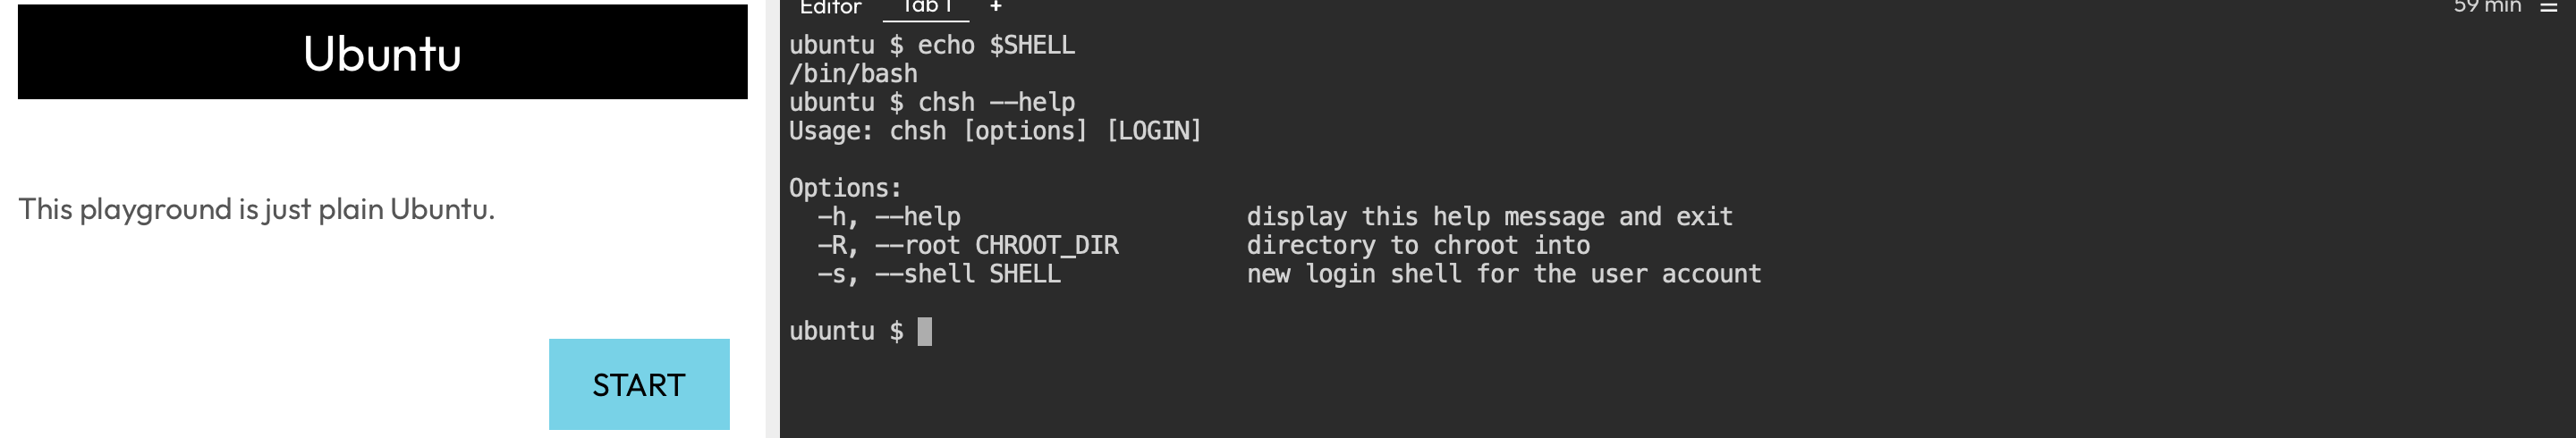 Ubuntu
This playground is just plain Ubuntu.
START
Editor Tab 1 + 59 min
ubuntu $ echo $SHELL
/bin/bash
ubuntu $ chsh --help
Usage: chsh [options] [LOGIN]
Options:
  -h, --help                    display this help message and exit
  -R, --root CHROOT_DIR         directory to chroot into
  -s, --shell SHELL             new login shell for the user account
ubuntu $